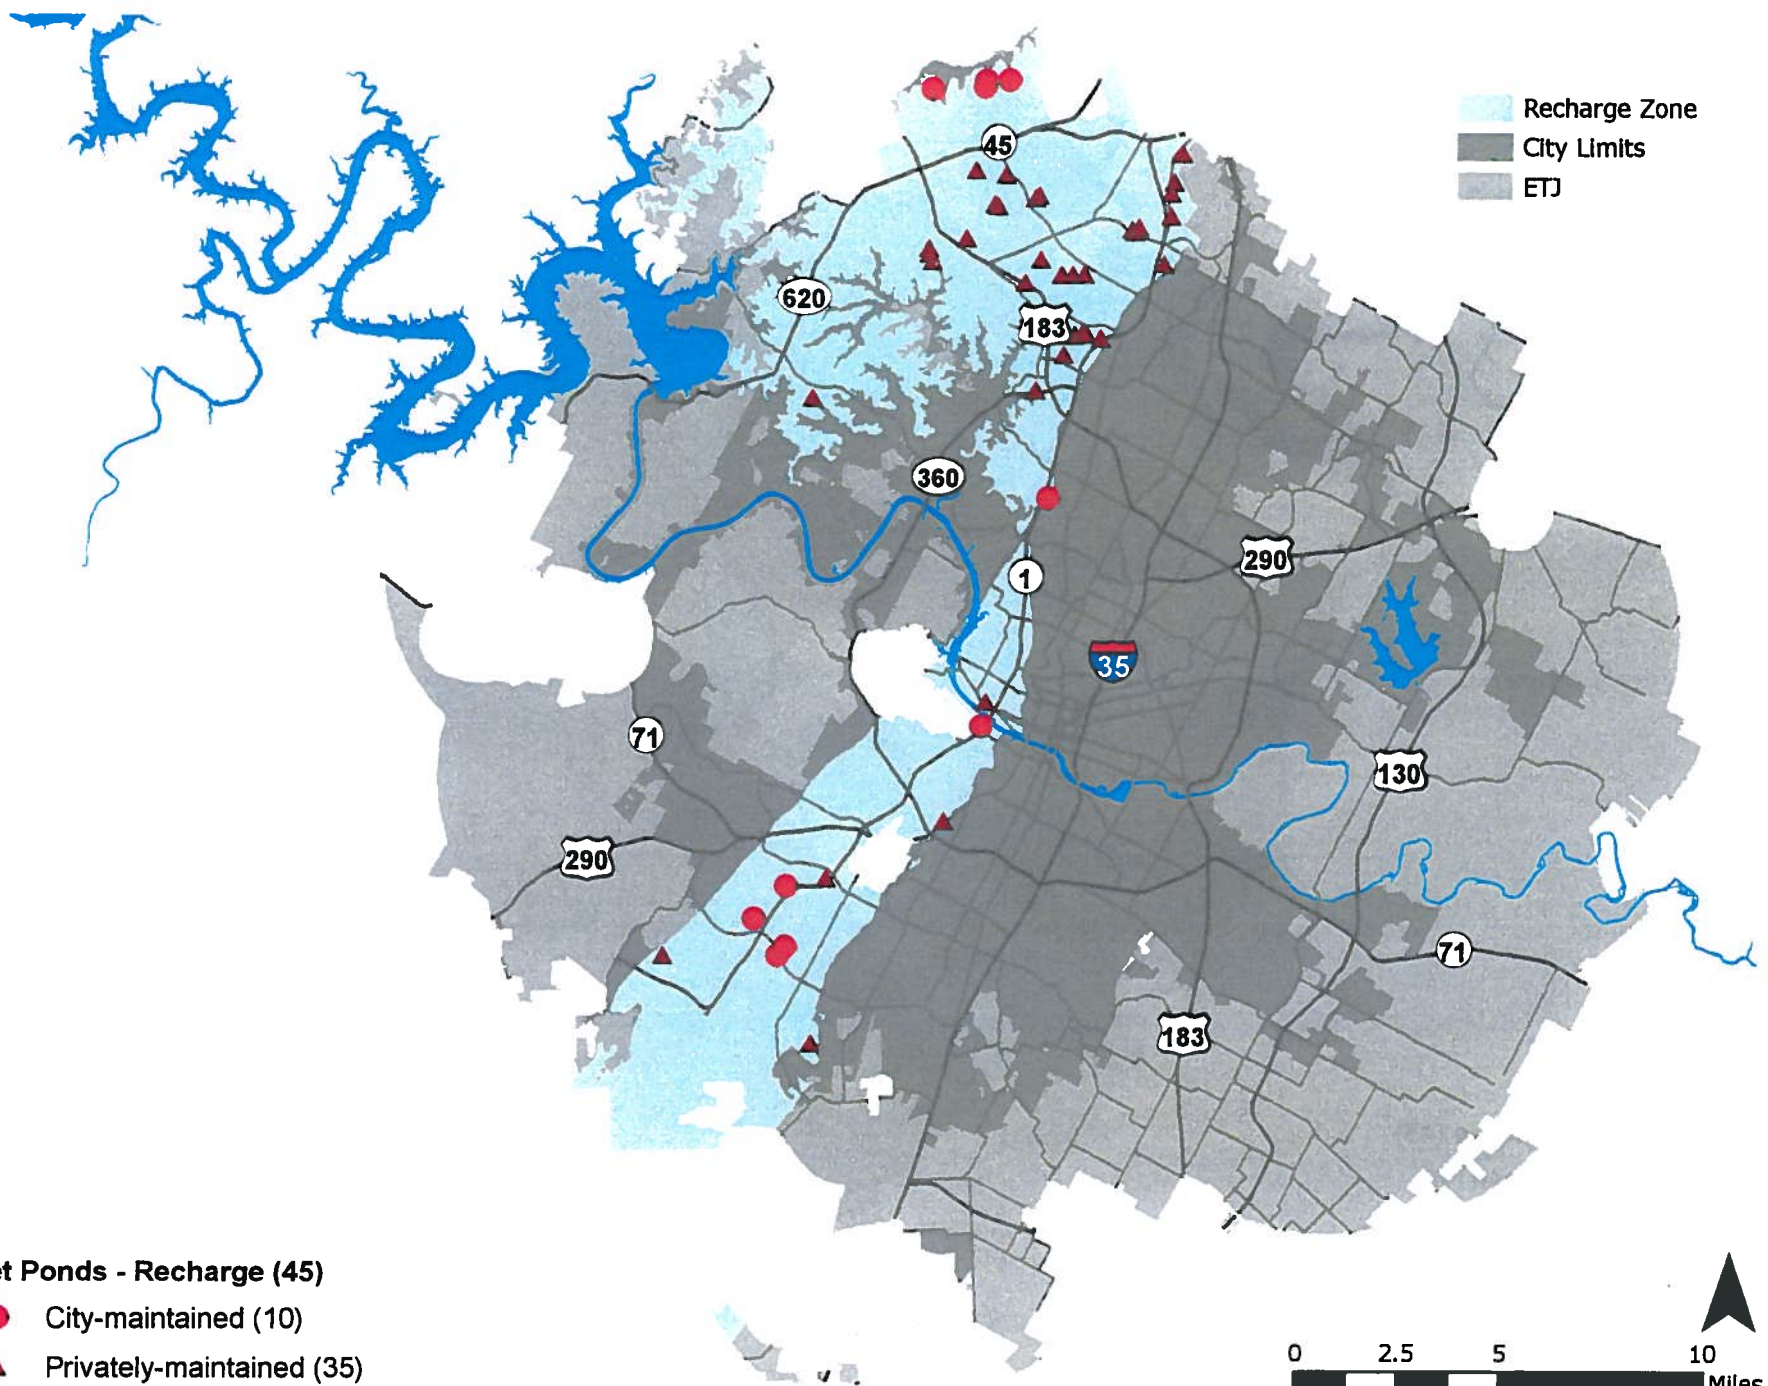 Recharge Zone
City Limits
ETJ
45
620
183
360
290
1
35
71
130
290
71
183
t Ponds - Recharge (45)
City-maintained (10)
Privately-maintained (35)
0 2.5 5 10
Miles